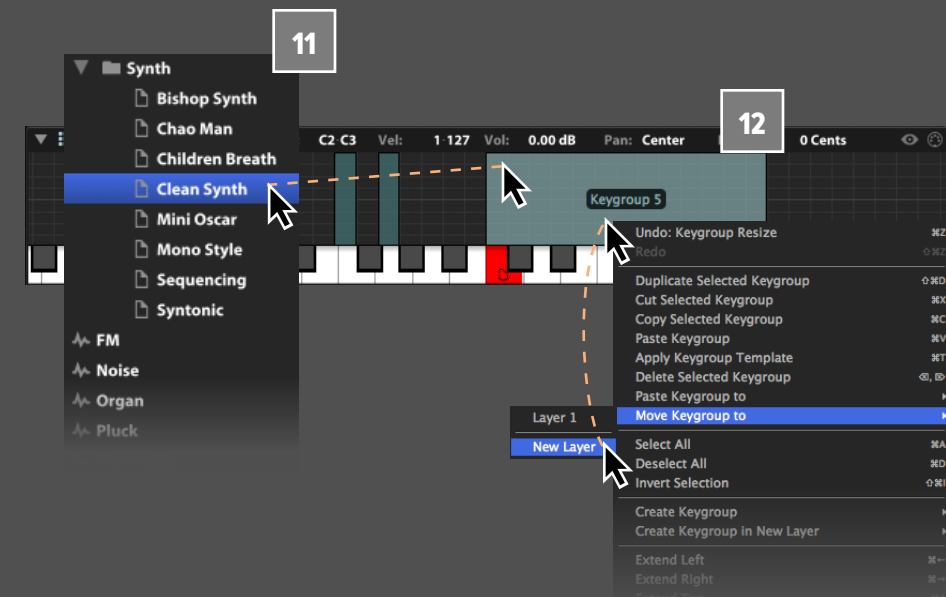 11
Synth
Bishop Synth
Chao Man
Children Breath
Clean Synth
Mini Oscar
Mono Style
Sequencing
Syntonic
FM
Noise
Organ
Pluck
12
C2-C3 Vel: 1-127 Vol: 0.00 dB Pan: Center 0 Cents
Keygroup 5
Undo: Keygroup Resize ⌘Z
Redo ⇧⌘Z
Duplicate Selected Keygroup ⇧⌘D
Cut Selected Keygroup ⌘X
Copy Selected Keygroup ⌘C
Paste Keygroup ⌘V
Apply Keygroup Template ⌘T
Delete Selected Keygroup ⌫, ⌦
Paste Keygroup to
Move Keygroup to
Layer 1
New Layer
Select All ⌘A
Deselect All ⌘D
Invert Selection ⇧⌘I
Create Keygroup
Create Keygroup in New Layer
Extend Left ⌘←
Extend Right ⌘→